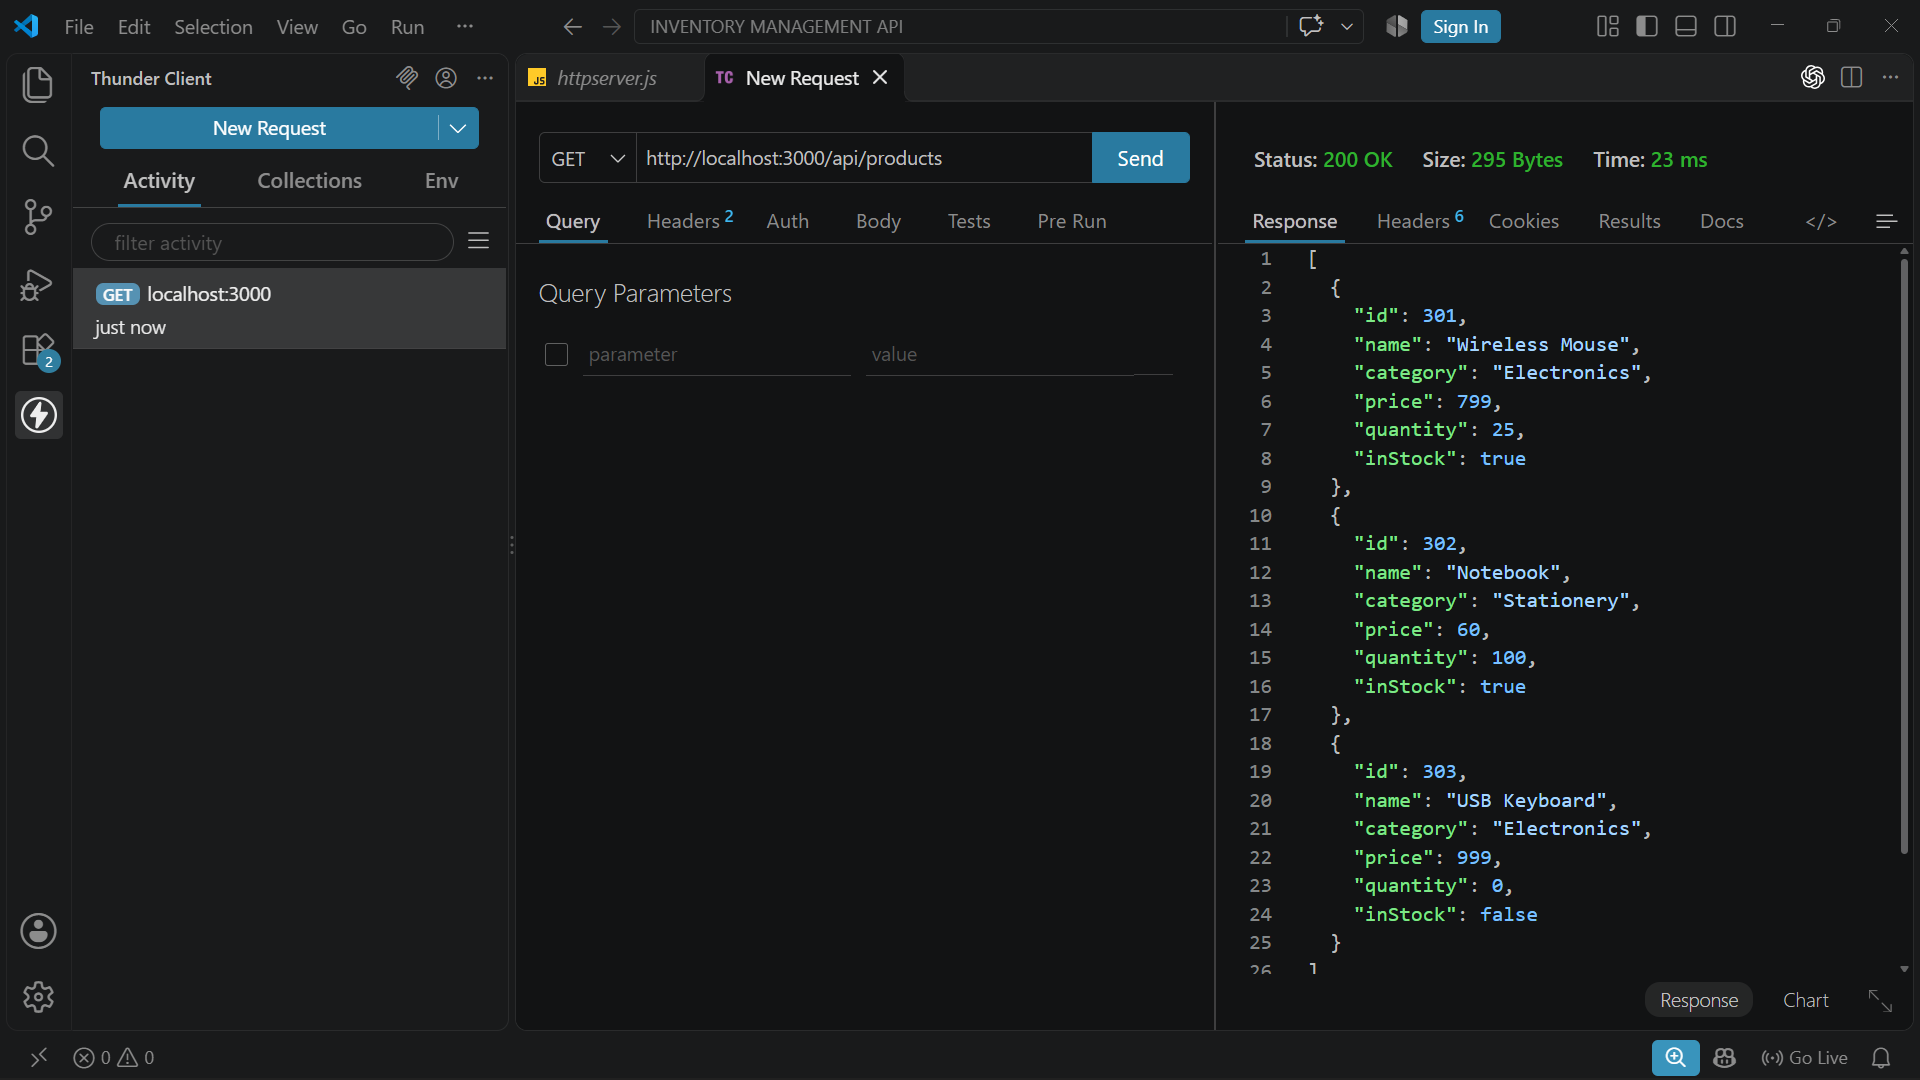 File Edit Selection View Go Run ···
INVENTORY MANAGEMENT API
Sign In
Thunder Client
New Request
Activity Collections Env
filter activity
GET localhost:3000
just now
JS httpserver.js
TC New Request
GET http://localhost:3000/api/products Send
Query Headers 2 Auth Body Tests Pre Run
Query Parameters
parameter value
Status: 200 OK Size: 295 Bytes Time: 23 ms
Response Headers 6 Cookies Results Docs </>
1 [
2 {
3 "id": 301,
4 "name": "Wireless Mouse",
5 "category": "Electronics",
6 "price": 799,
7 "quantity": 25,
8 "inStock": true
9 },
10 {
11 "id": 302,
12 "name": "Notebook",
13 "category": "Stationery",
14 "price": 60,
15 "quantity": 100,
16 "inStock": true
17 },
18 {
19 "id": 303,
20 "name": "USB Keyboard",
21 "category": "Electronics",
22 "price": 999,
23 "quantity": 0,
24 "inStock": false
25 }
26 ]
Response Chart
2
0 0
Go Live